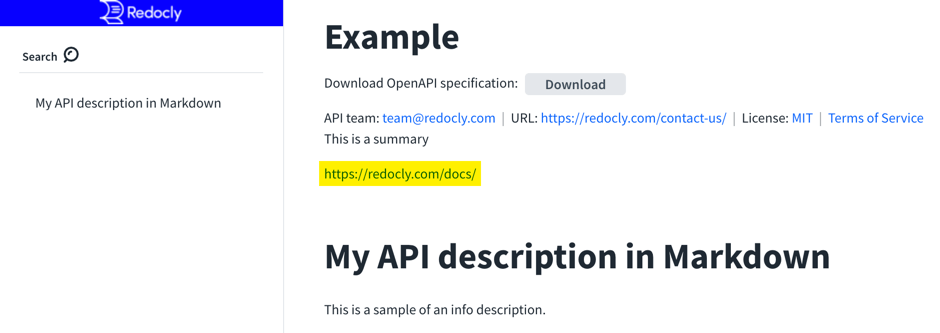 Redocly
Search
My API description in Markdown
Example
Download OpenAPI specification: Download
API team: team@redocly.com | URL: https://redocly.com/contact-us/ | License: MIT | Terms of Service
This is a summary
https://redocly.com/docs/
My API description in Markdown
This is a sample of an info description.